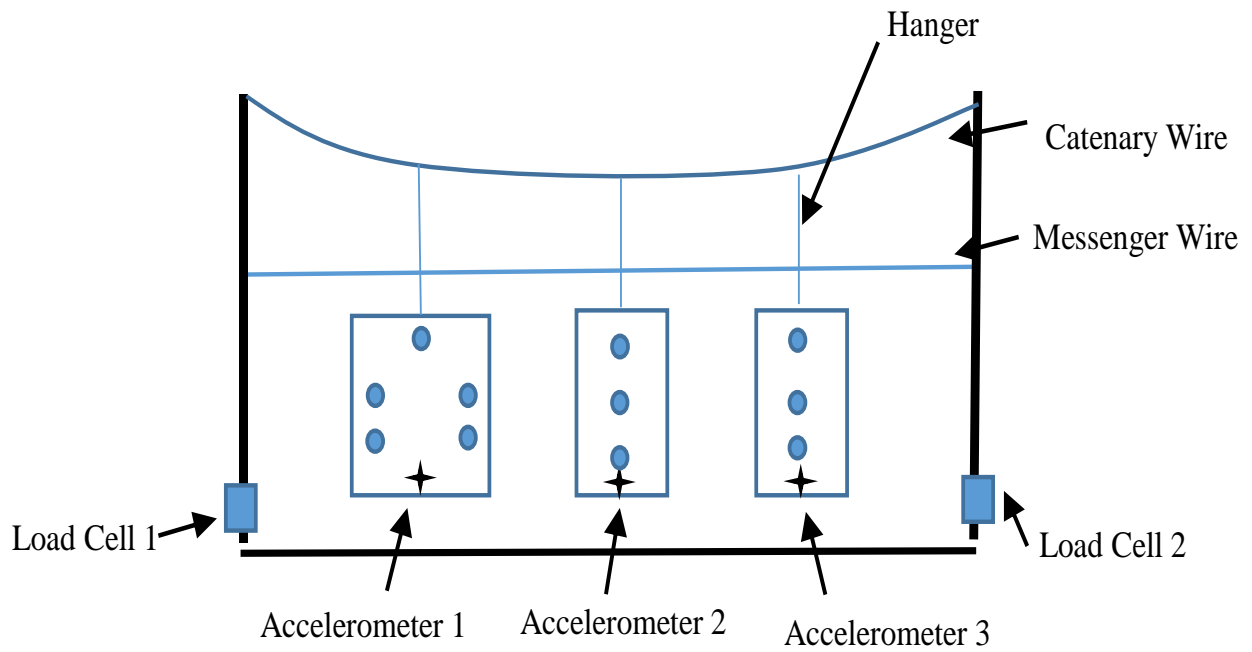 Hanger
Catenary Wire
Messenger Wire
Load Cell 1
Load Cell 2
Accelerometer 1
Accelerometer 2
Accelerometer 3